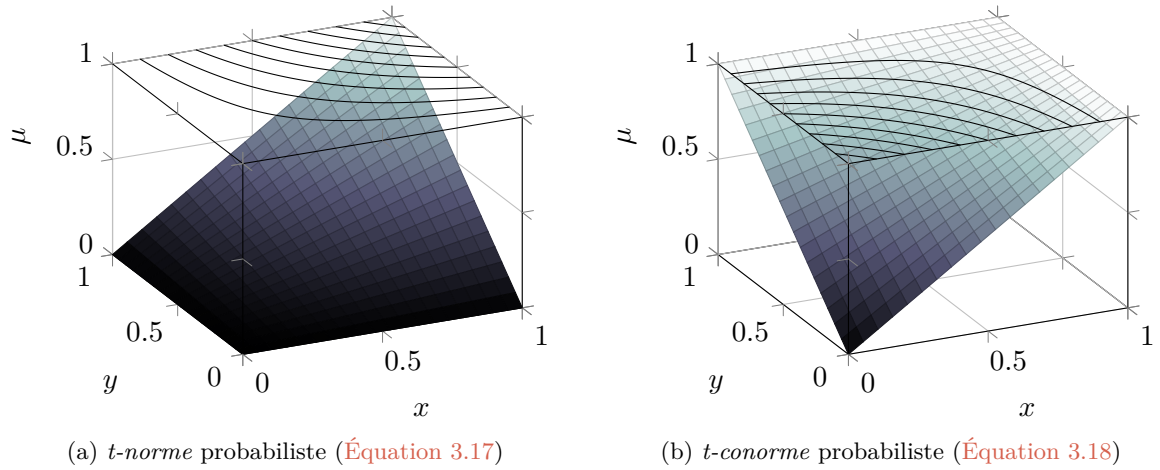 1
0.5
0
μ
1
0.5
0
y
0
0.5
1
x
1
0.5
0
μ
1
0.5
0
y
0
0.5
1
x
(a) t-norme probabiliste (Équation 3.17)
(b) t-conorme probabiliste (Équation 3.18)